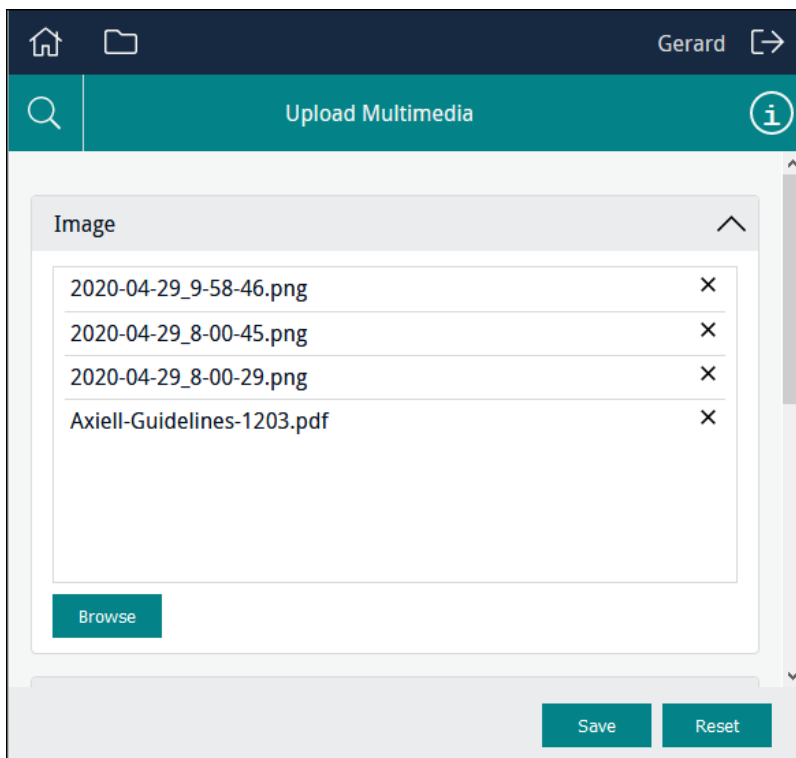 Gerard
Upload Multimedia
Image
2020-04-29_9-58-46.png
2020-04-29_8-00-45.png
2020-04-29_8-00-29.png
Axiell-Guidelines-1203.pdf
Browse
Save Reset